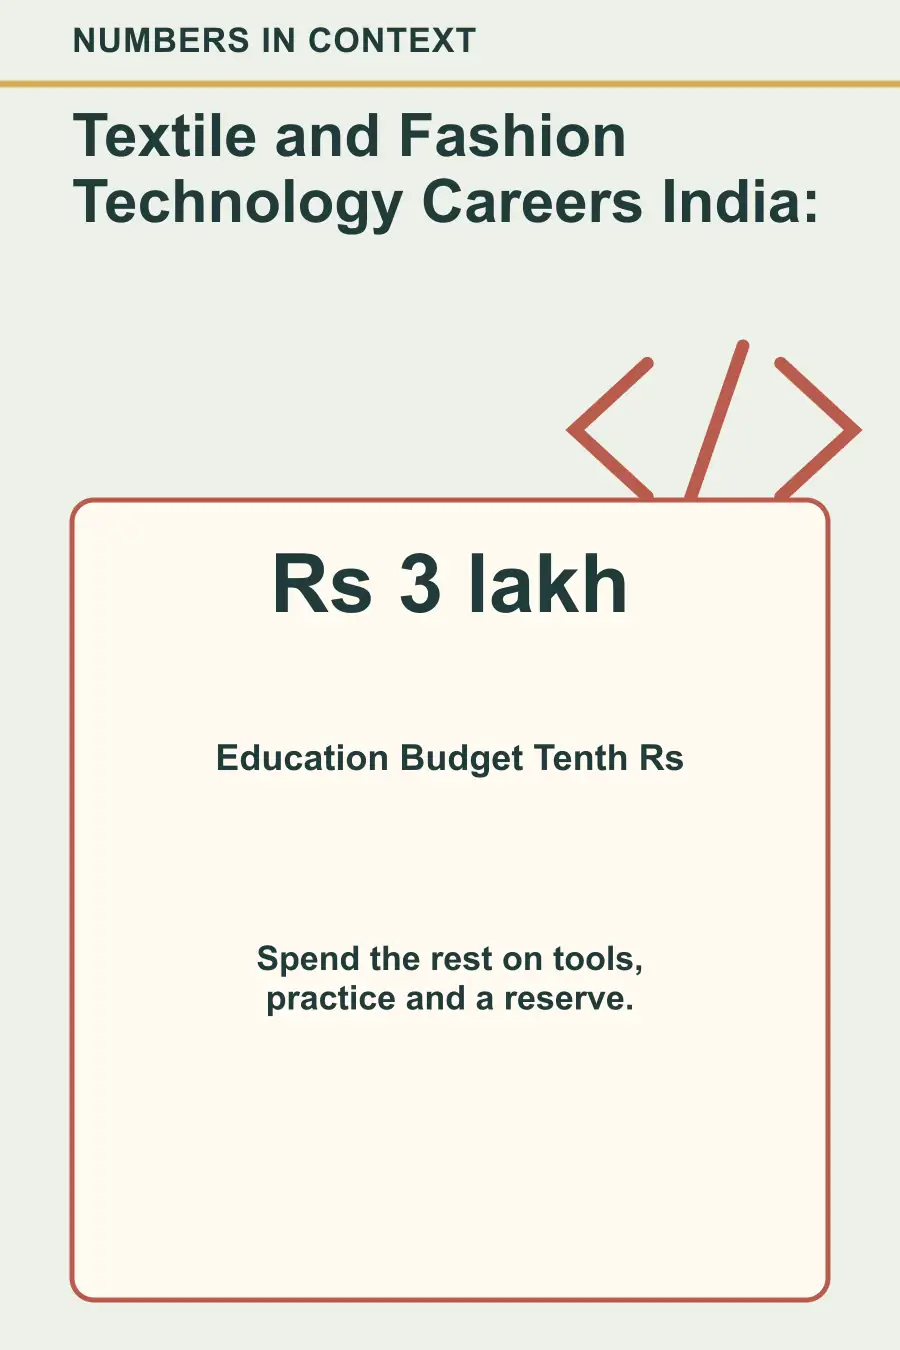 NUMBERS IN CONTEXT
Textile and Fashion
Technology Careers India:
Rs 3 lakh
Education Budget Tenth Rs
Spend the rest on tools,
practice and a reserve.